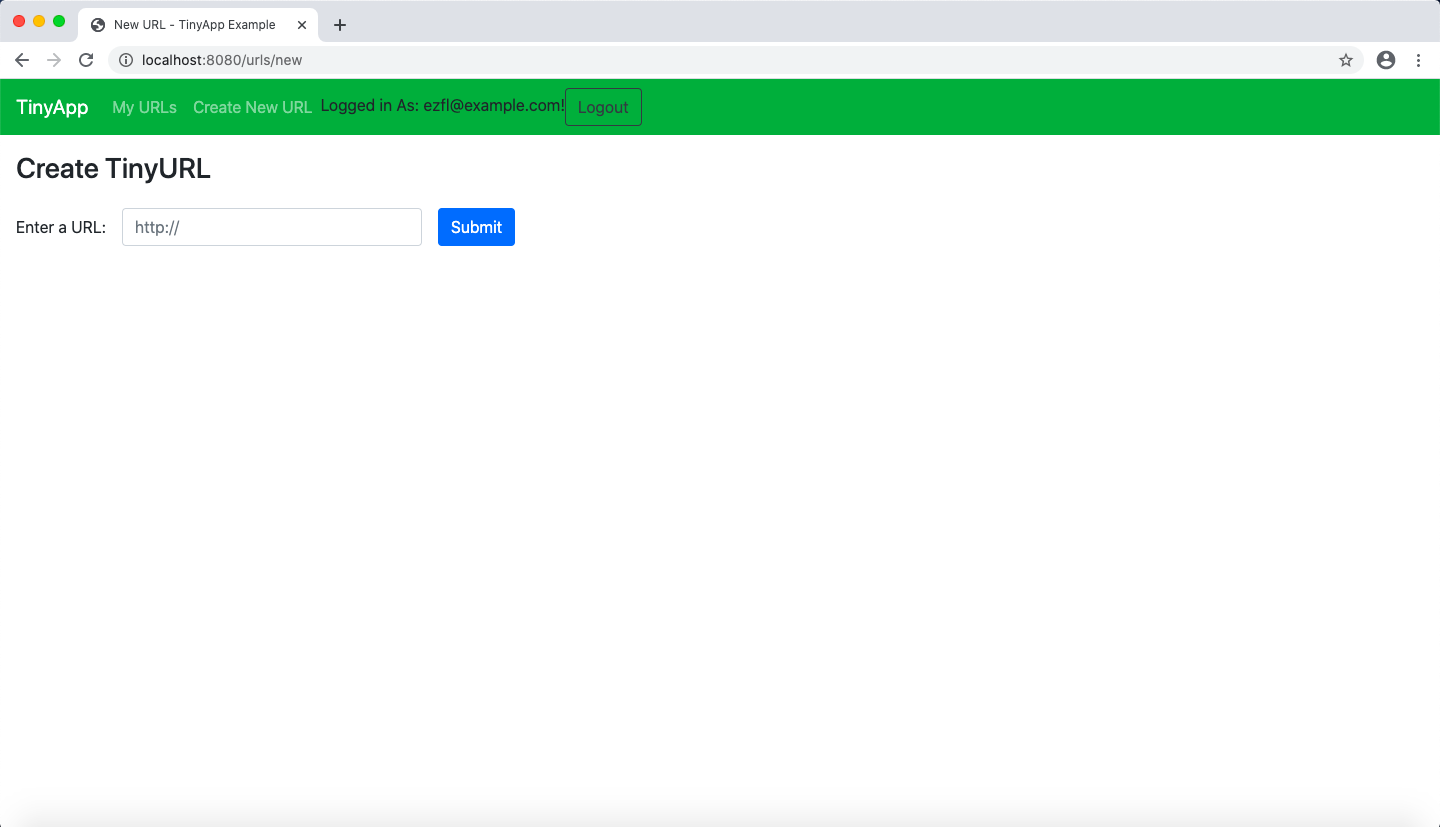 New URL - TinyApp Example
localhost:8080/urls/new
TinyApp My URLs Create New URL Logged in As: ezfl@example.com! Logout
Create TinyURL
Enter a URL: http:// Submit